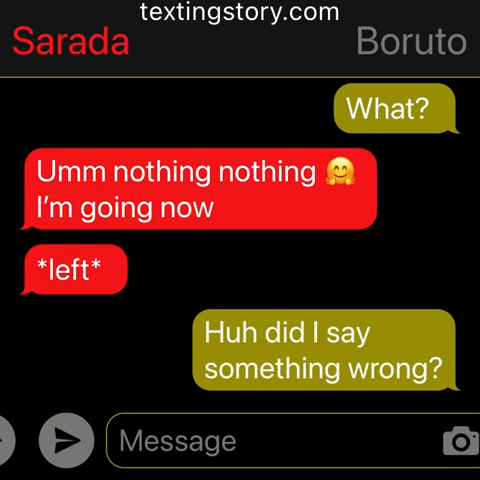 textingstory.com
Sarada
Boruto
What?
Umm nothing nothing 🤗
I'm going now
*left*
Huh did I say
something wrong?
Message